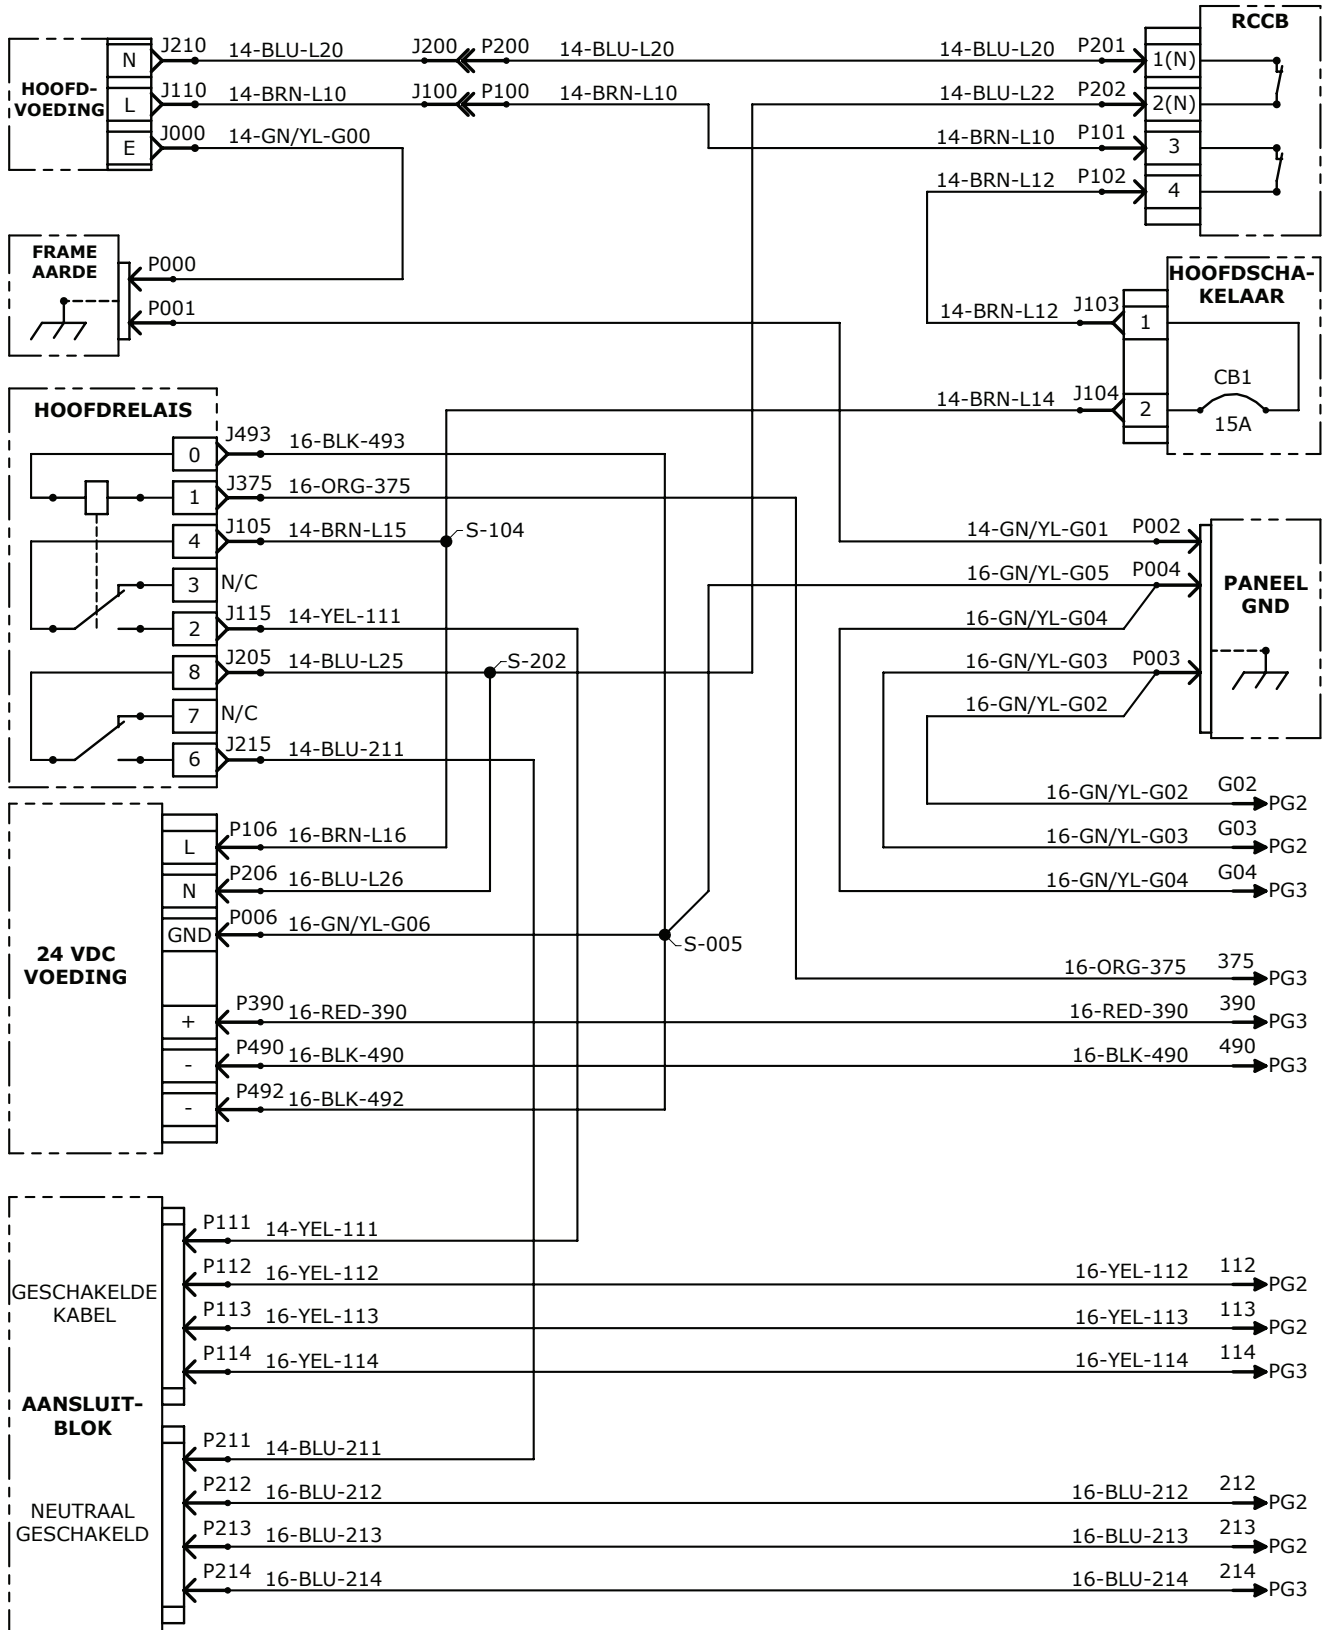 RCCB
N
J210
14-BLU-L20
J200
P200
14-BLU-L20
14-BLU-L20
P201
1(N)
HOOFD-
VOEDING
L
J110
14-BRN-L10
J100
P100
14-BRN-L10
14-BLU-L22
P202
2(N)
E
J000
14-GN/YL-G00
14-BRN-L10
P101
3
14-BRN-L12
P102
4
FRAME
AARDE
P000
P001
HOOFDSCHA-
KELAAR
14-BRN-L12
J103
1
CB1
15A
14-BRN-L14
J104
2
HOOFDRELAIS
0
J493
16-BLK-493
1
J375
16-ORG-375
4
J105
14-BRN-L15
S-104
3
N/C
2
J115
14-YEL-111
8
J205
14-BLU-L25
S-202
7
N/C
6
J215
14-BLU-211
14-GN/YL-G01
P002
16-GN/YL-G05
P004
16-GN/YL-G04
16-GN/YL-G03
P003
16-GN/YL-G02
PANEEL
GND
16-GN/YL-G02
G02
PG2
16-GN/YL-G03
G03
PG2
16-GN/YL-G04
G04
PG3
24 VDC
VOEDING
L
P106
16-BRN-L16
N
P206
16-BLU-L26
GND
P006
16-GN/YL-G06
S-005
16-ORG-375
375
PG3
+
P390
16-RED-390
16-RED-390
390
PG3
-
P490
16-BLK-490
16-BLK-490
490
PG3
-
P492
16-BLK-492
GESCHAKELDE
KABEL
P111
14-YEL-111
P112
16-YEL-112
16-YEL-112
112
PG2
P113
16-YEL-113
16-YEL-113
113
PG2
P114
16-YEL-114
16-YEL-114
114
PG3
AANSLUIT-
BLOK
NEUTRAAL
GESCHAKELD
P211
14-BLU-211
P212
16-BLU-212
16-BLU-212
212
PG2
P213
16-BLU-213
16-BLU-213
213
PG2
P214
16-BLU-214
16-BLU-214
214
PG3